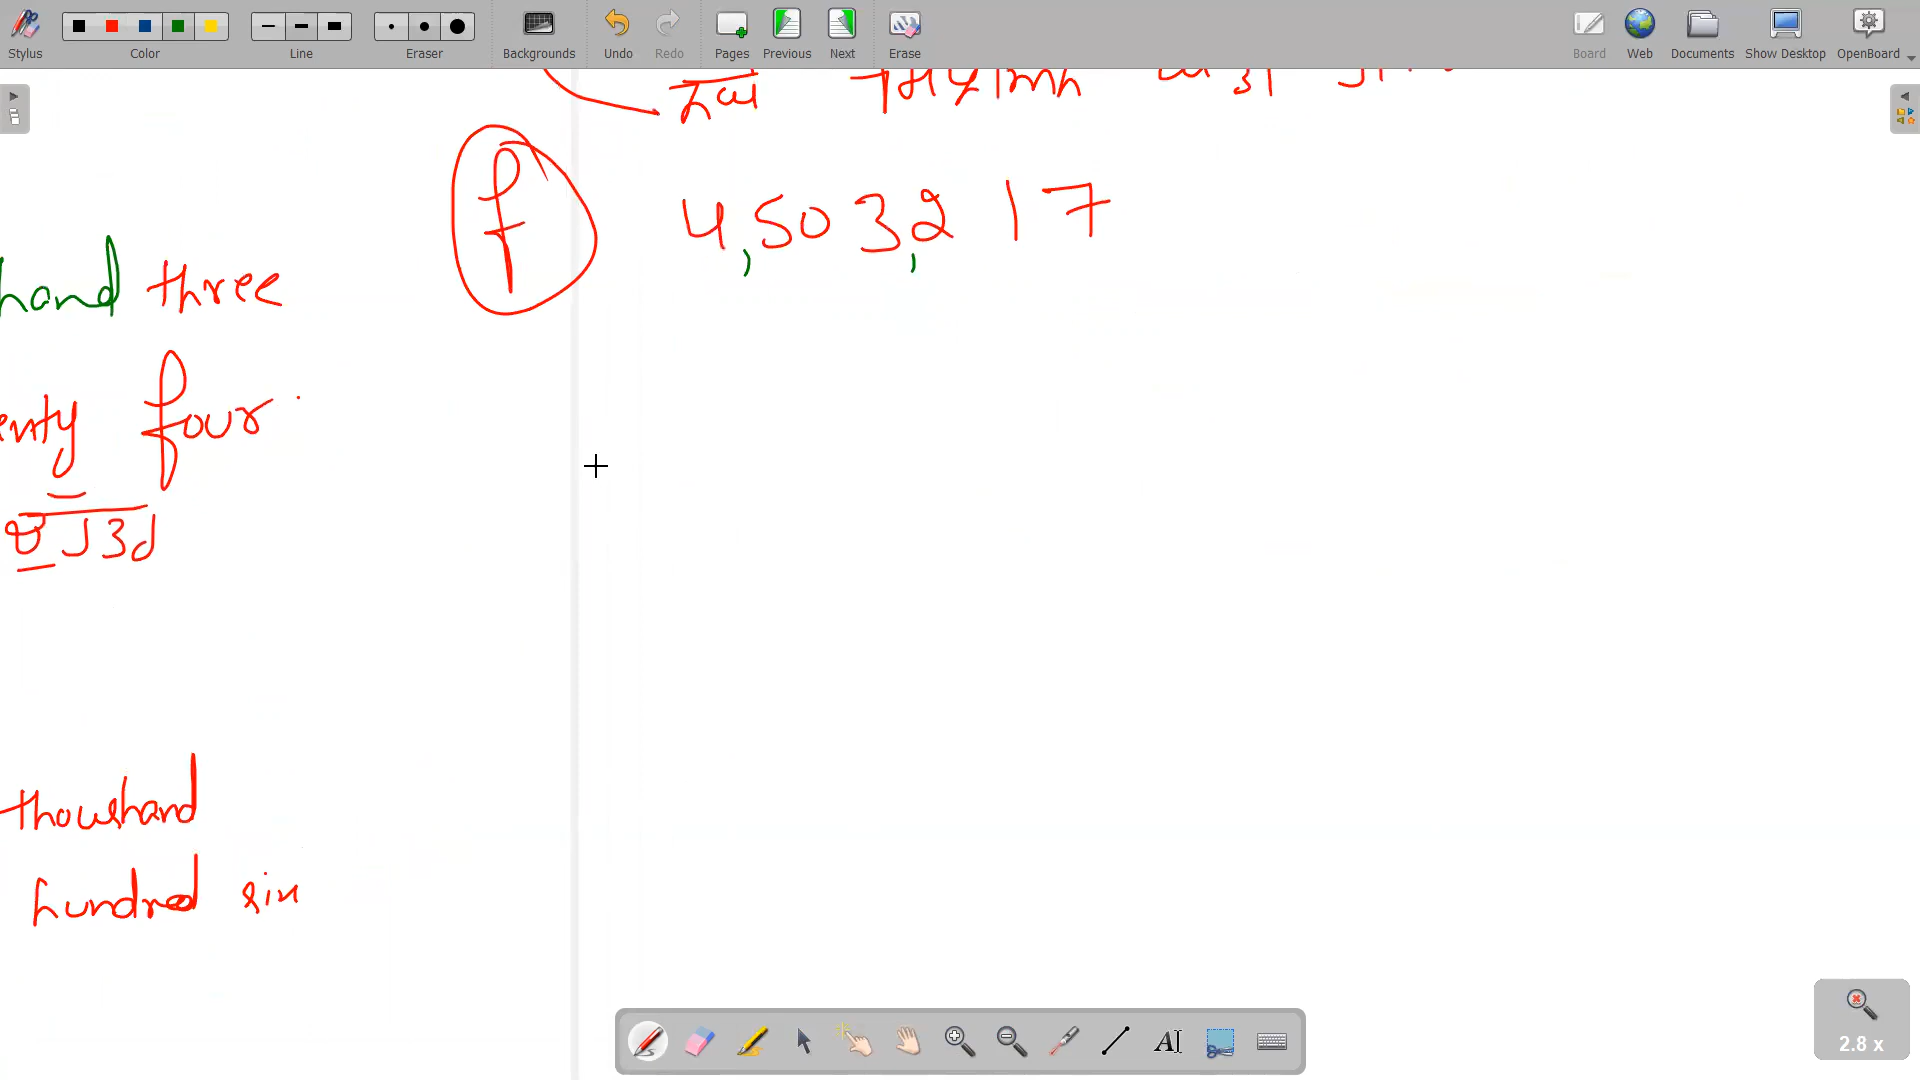 Stylus Color Line Eraser Backgrounds Undo Redo Pages Previous Next Erase Board Web Documents Show Desktop OpenBoard
f 4,5032,17
hand three
enty four
thoushand
hundred six
2.8 x